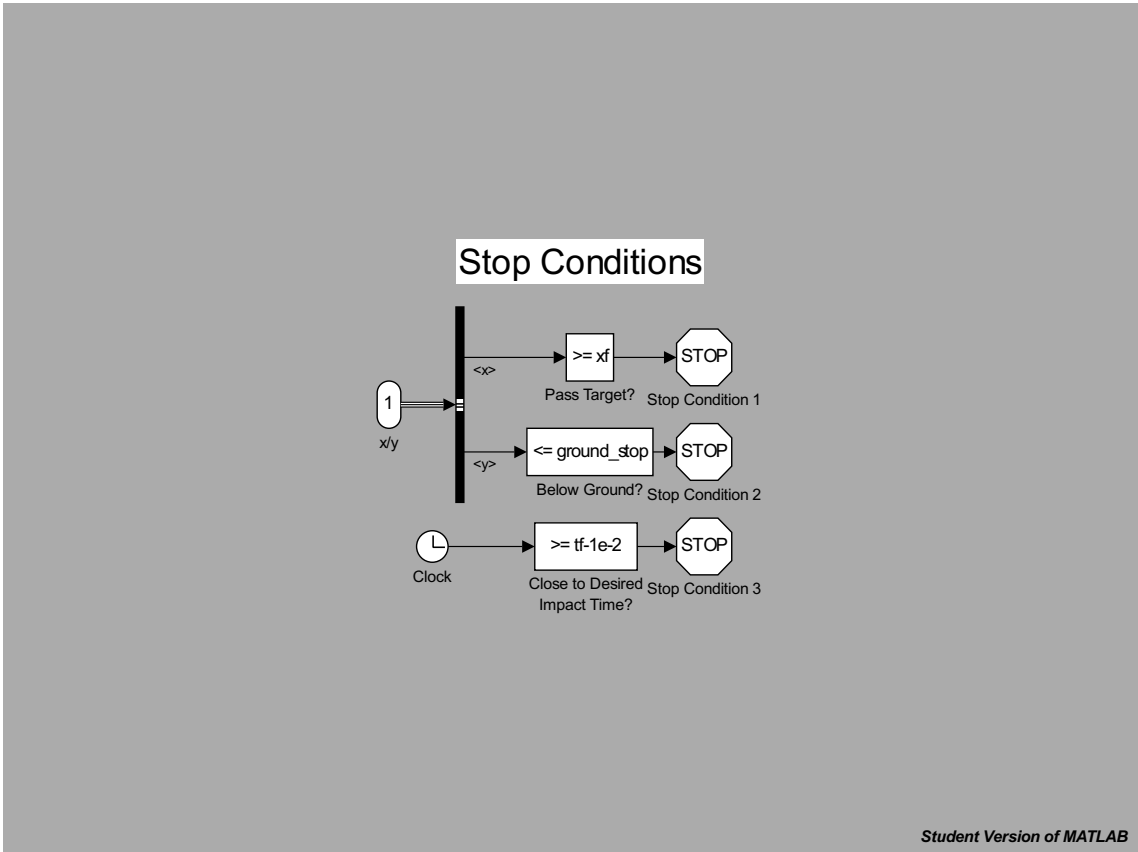 Stop Conditions
>= xf
STOP
<x>
Pass Target?
Stop Condition 1
1
x/y
<= ground_stop
STOP
<y>
Below Ground?
Stop Condition 2
>= tf-1e-2
STOP
Clock
Close to Desired
Impact Time?
Stop Condition 3
Student Version of MATLAB